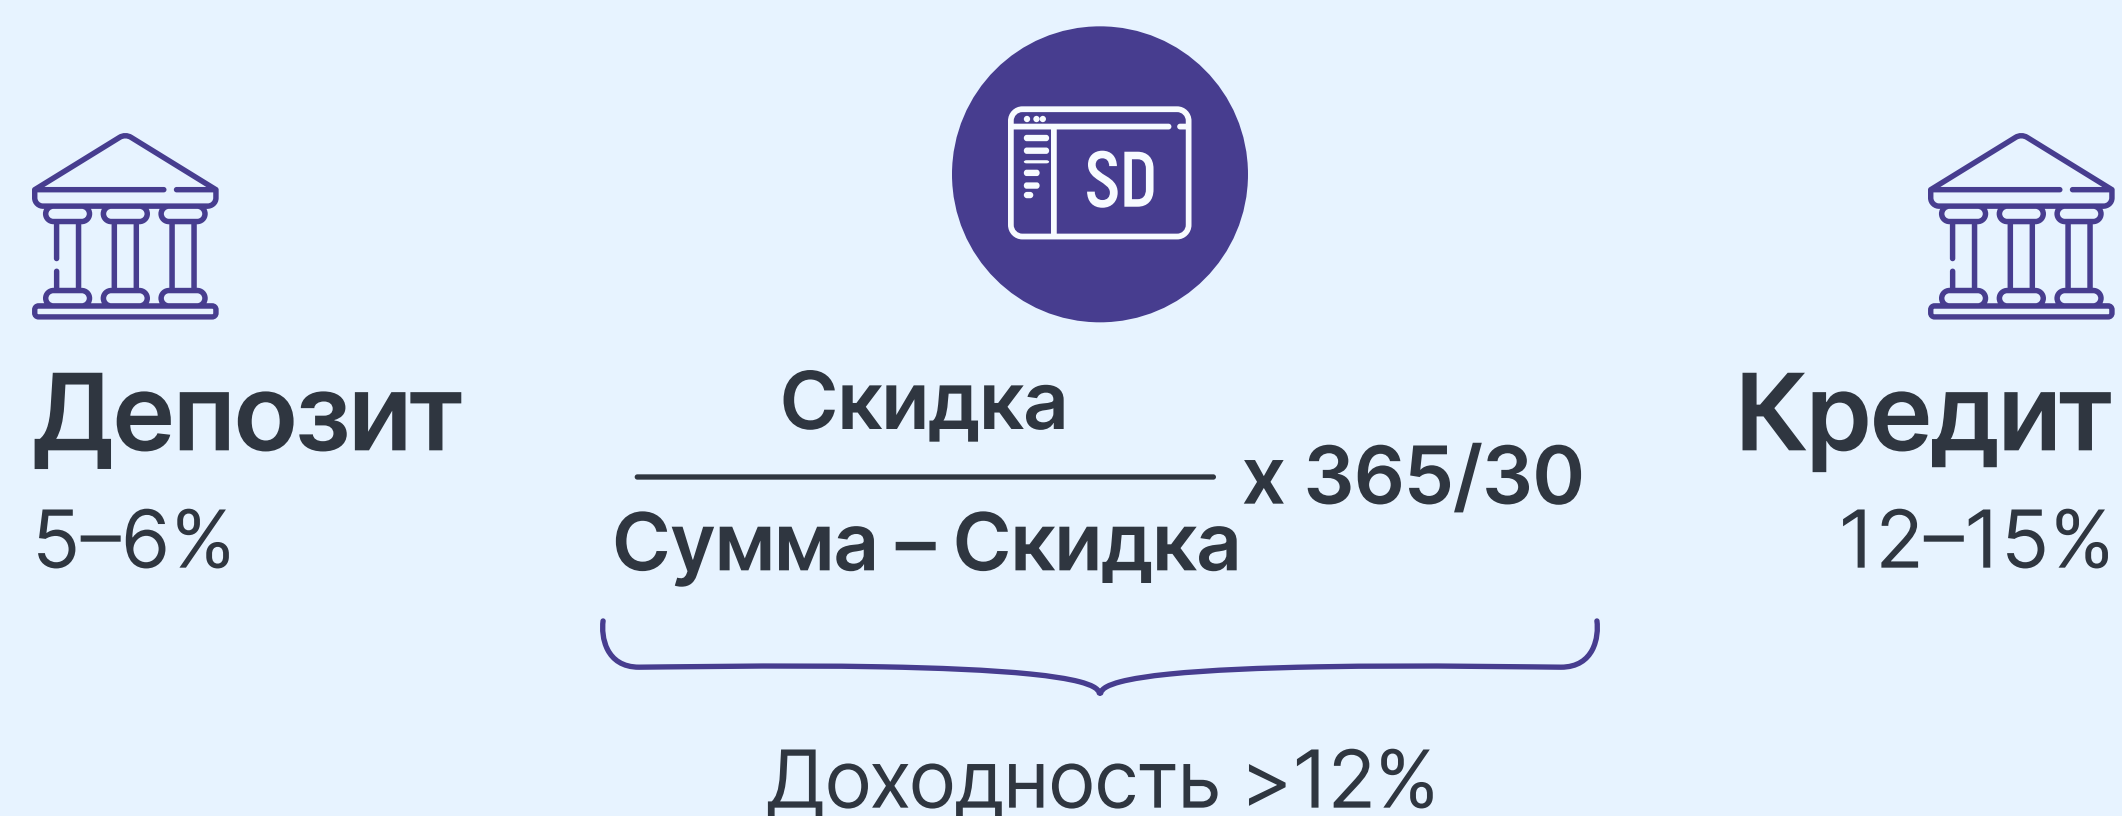 SD
Депозит
5–6%
Скидка
Сумма – Скидка
x 365/30
Доходность >12%
Кредит
12–15%